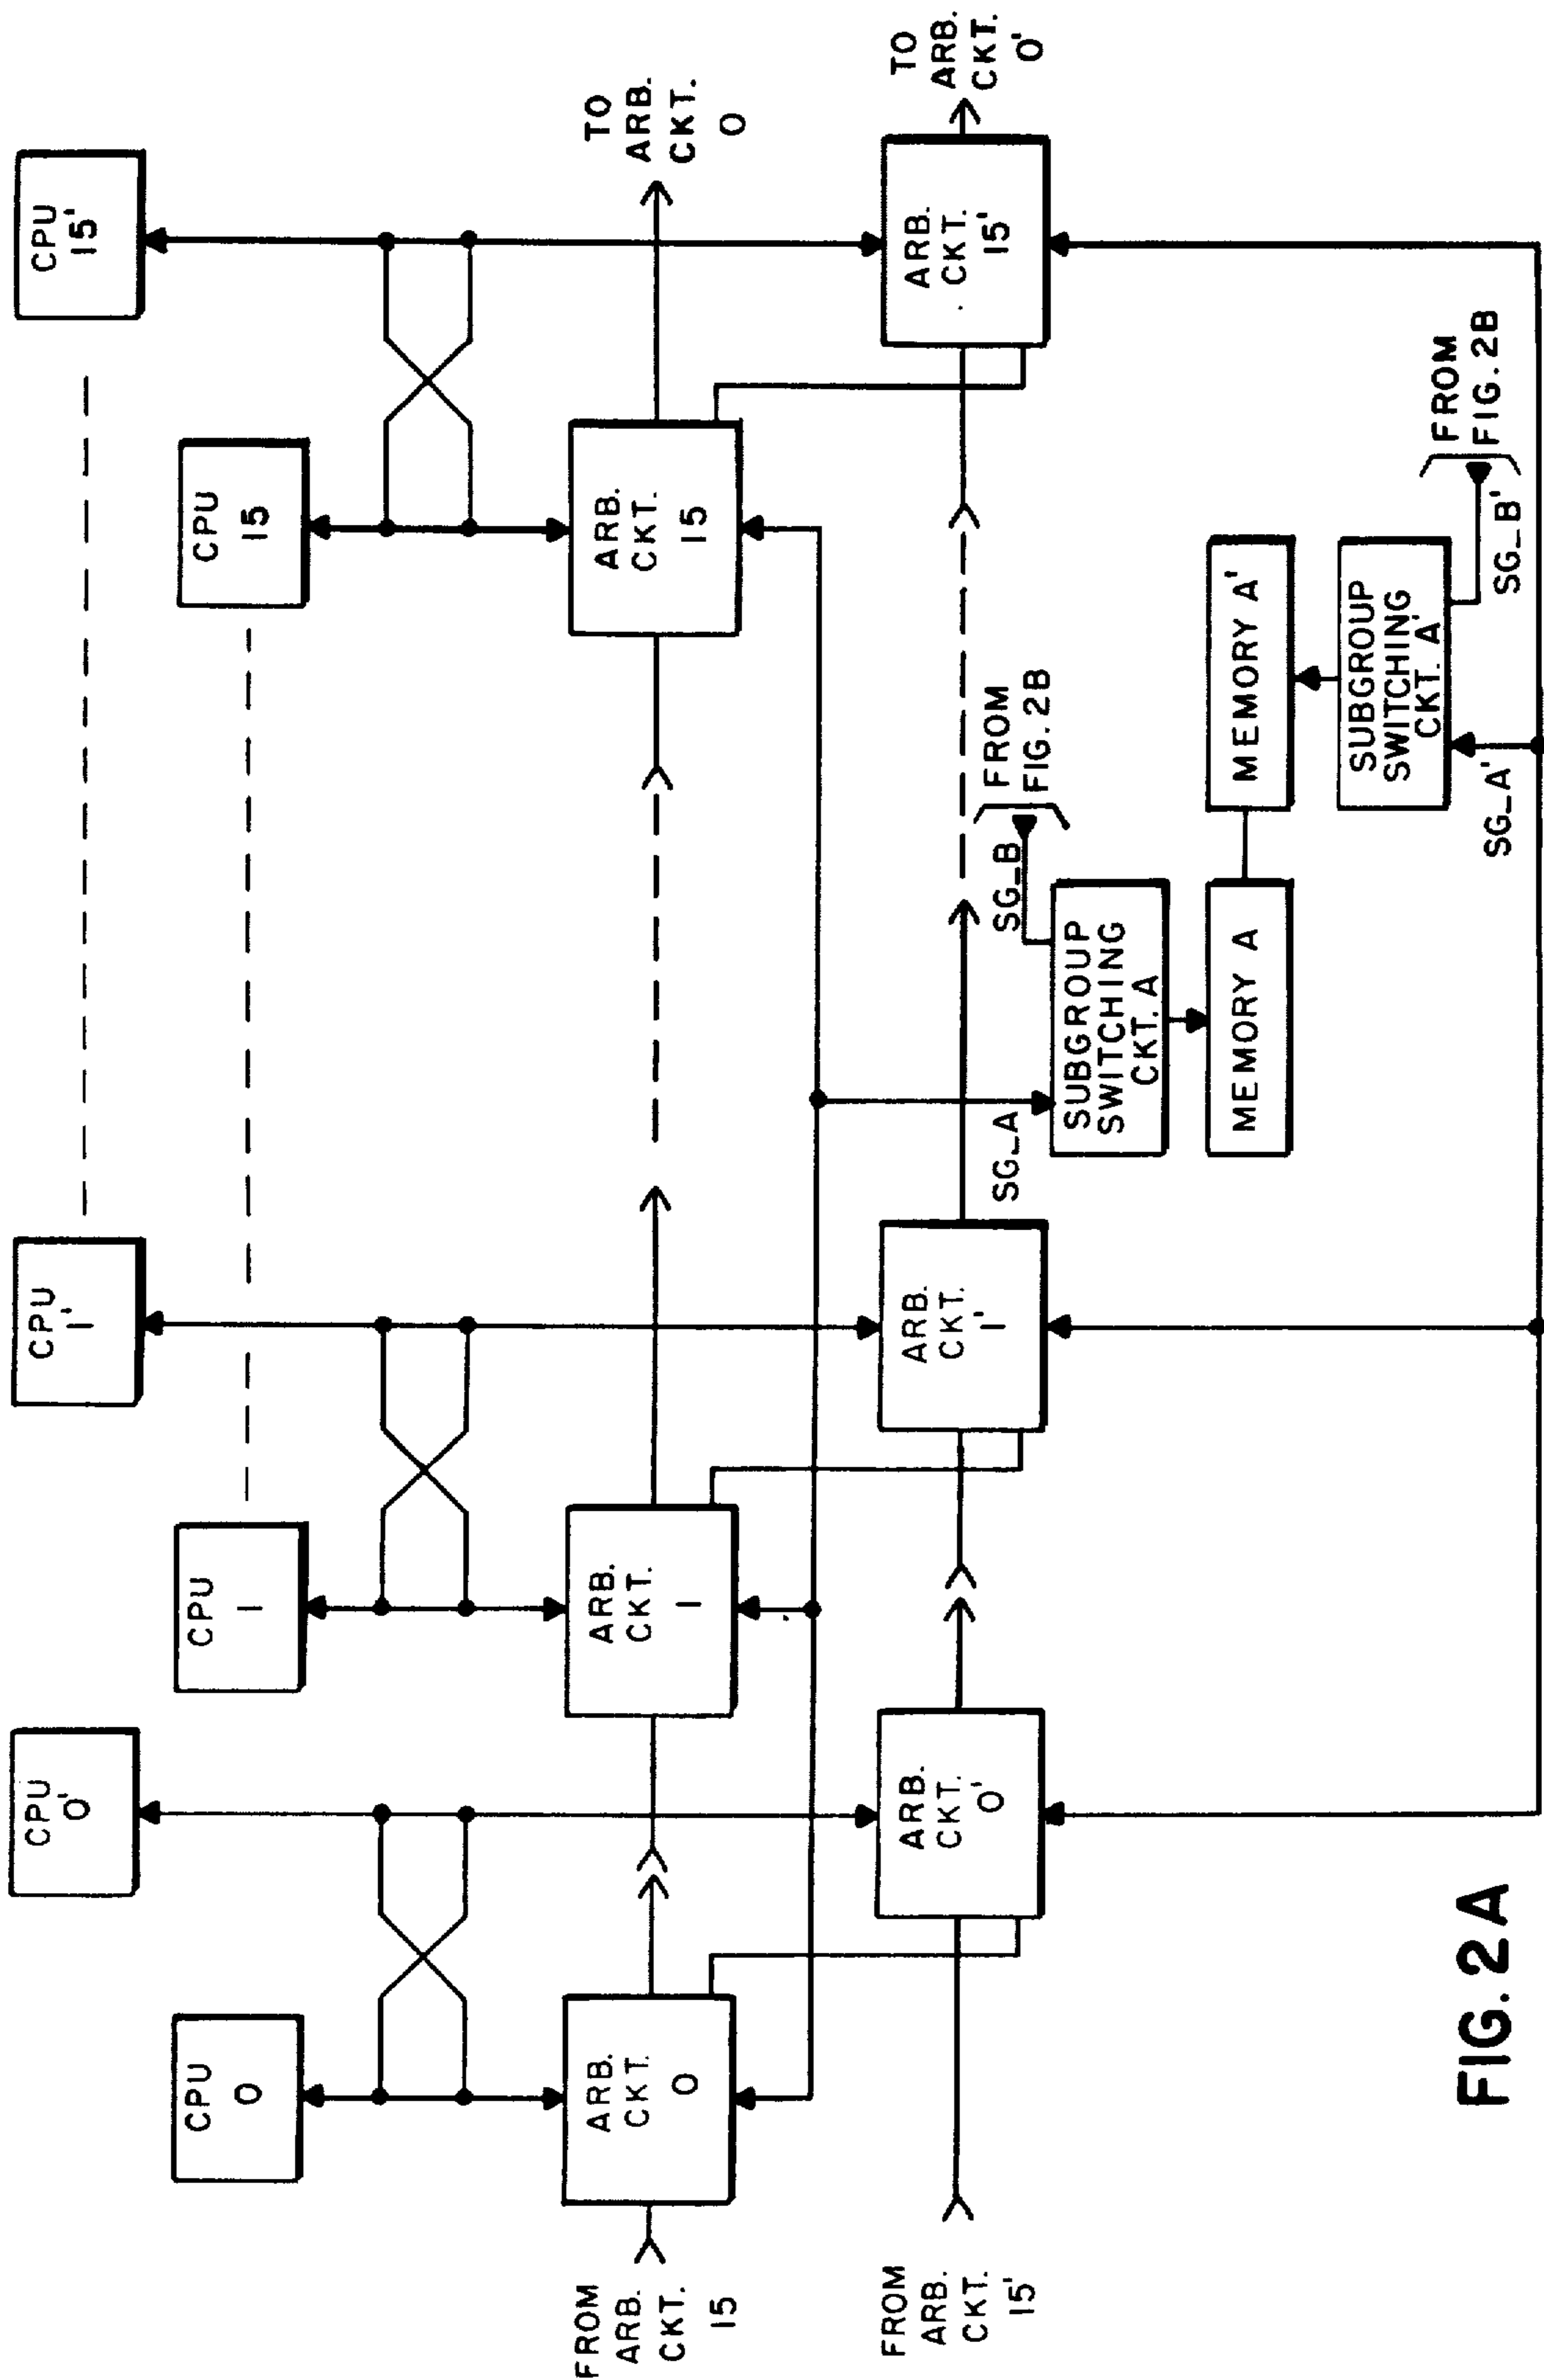 CPU
0'
CPU
1'
CPU
15'
CPU
0
CPU
1
CPU
15
FROM
ARB.
CKT.
15
ARB.
CKT.
0
ARB.
CKT.
1
ARB.
CKT.
15
TO
ARB.
CKT.
0
FROM
ARB.
CKT.
15'
ARB.
CKT.
0'
ARB.
CKT.
1'
ARB.
CKT.
15'
TO
ARB.
CKT.
0'
SG_A
SG_B
FROM
FIG. 2B
SUBGROUP
SWITCHING
CKT. A
MEMORY A
MEMORY A'
SUBGROUP
SWITCHING
CKT. A'
SG_A'
SG_B'
FROM
FIG. 2B
FIG. 2A